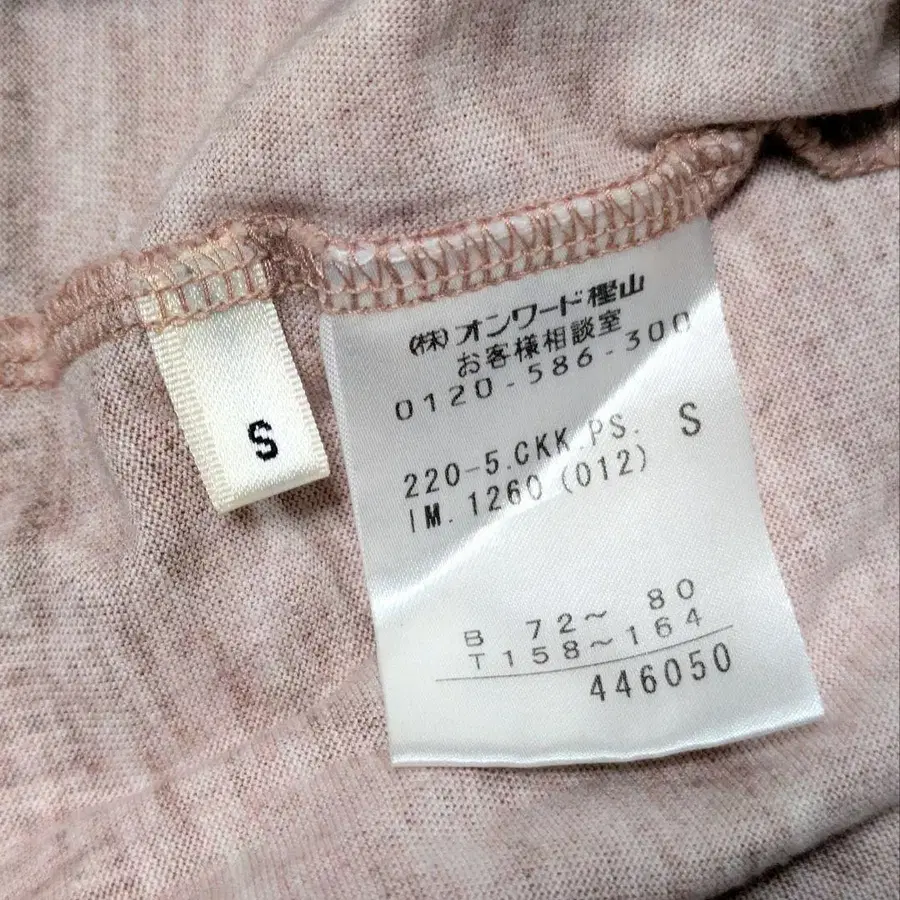 S
(株)オンワード樫山
お客様相談室
0120-586-300
220-5.CKK.PS. S
IM.1260(012)
B 72〜 80
T158〜164
446050